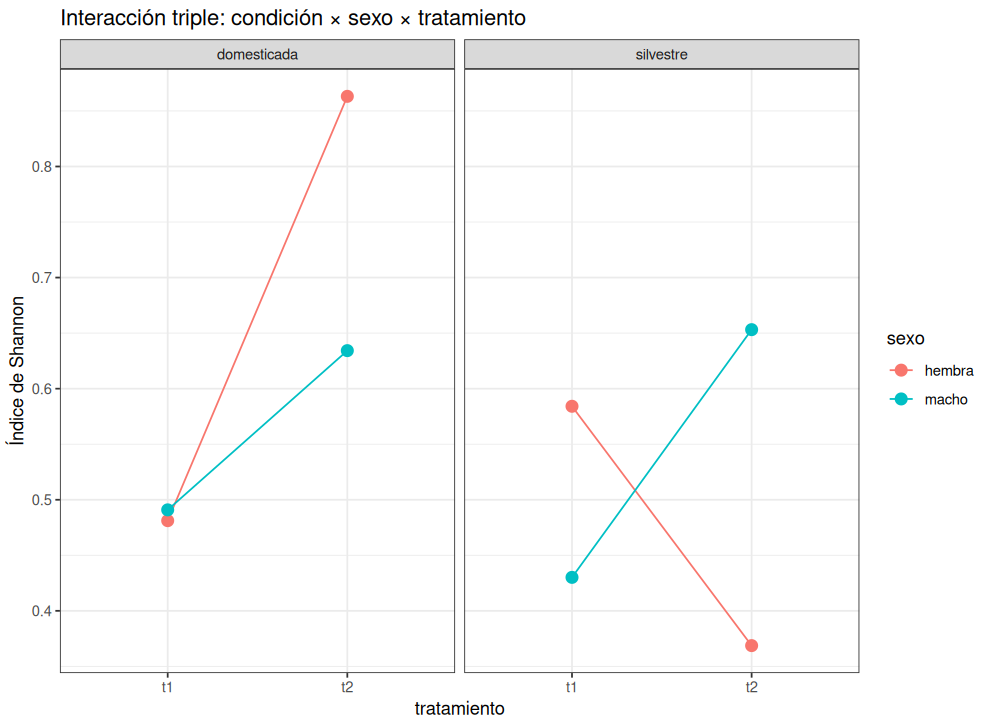 Interacción triple: condición × sexo × tratamiento
domesticada
silvestre
Índice de Shannon
0.8
0.7
0.6
0.5
0.4
t1
t2
t1
t2
tratamiento
sexo
hembra
macho